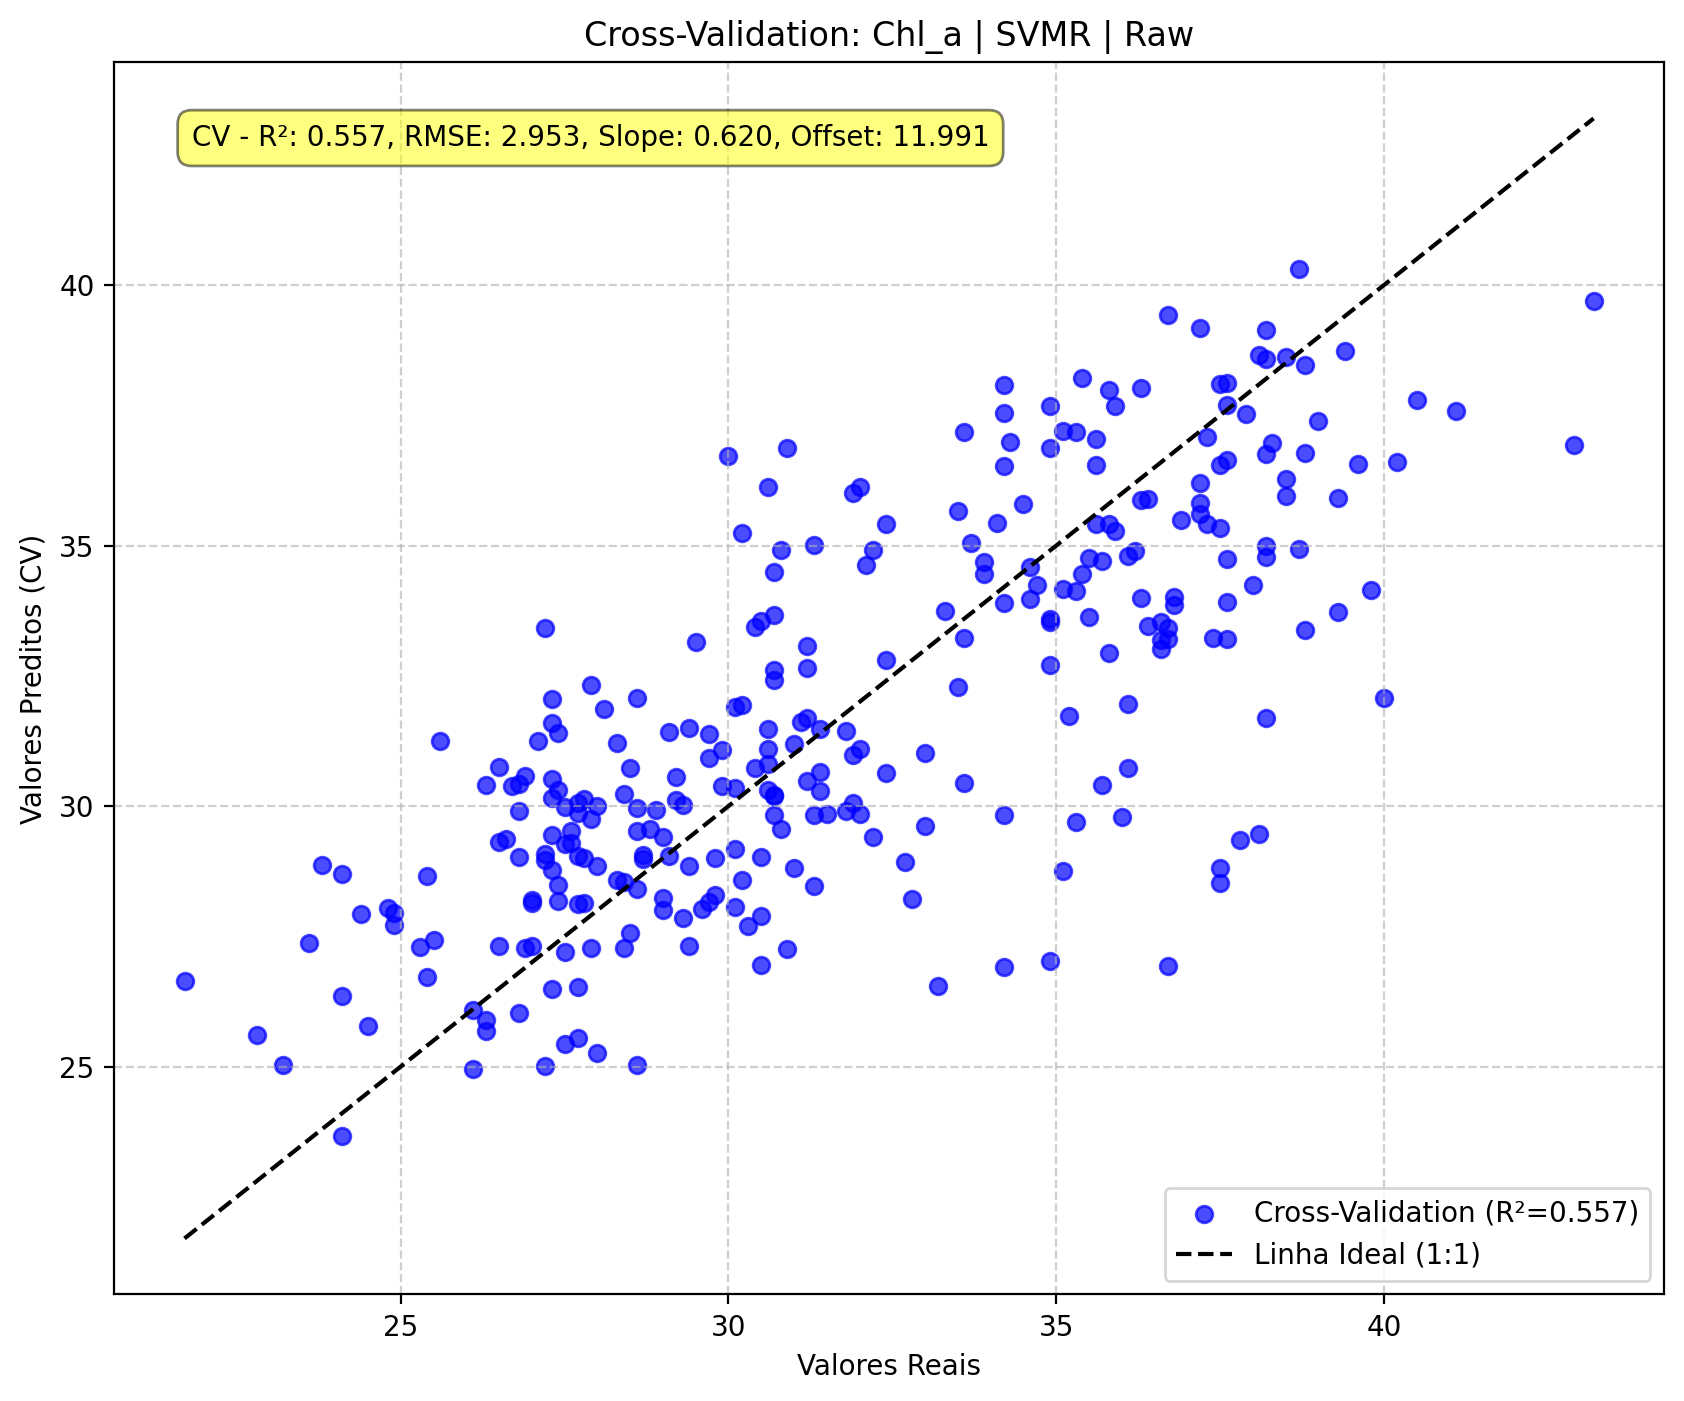 Cross-Validation: Chl_a | SVMR | Raw
CV - R²: 0.557, RMSE: 2.953, Slope: 0.620, Offset: 11.991
Valores Preditos (CV)
40
35
30
25
Cross-Validation (R²=0.557)
Linha Ideal (1:1)
25 30 35 40
Valores Reais